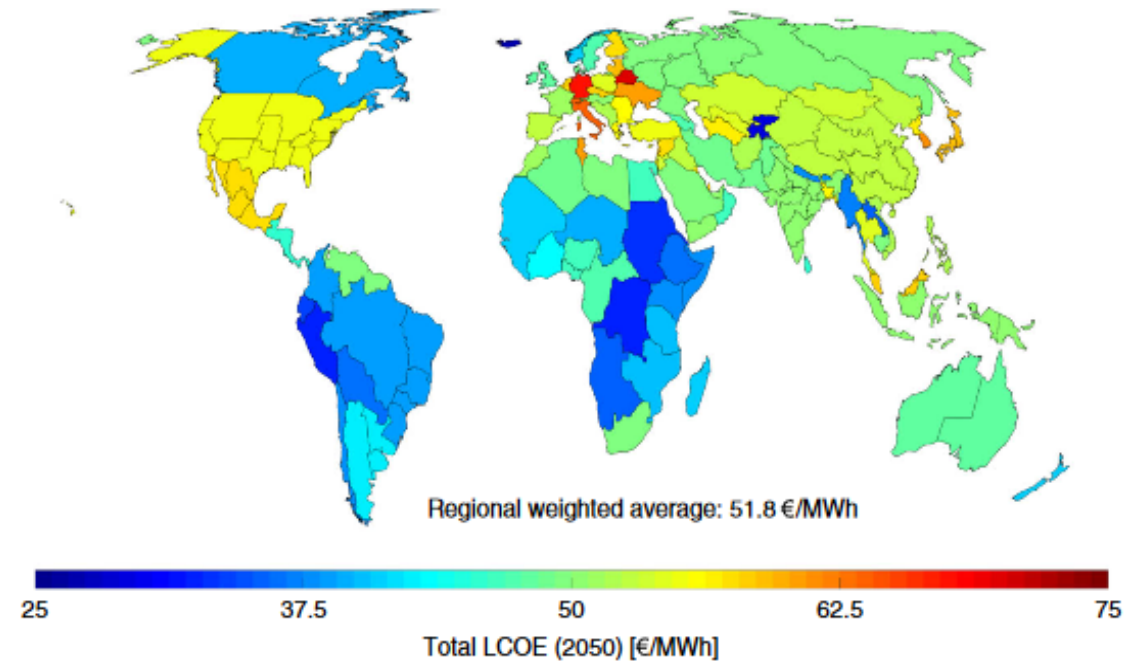 Regional weighted average: 51.8 €/MWh
25 37.5 50 62.5 75
Total LCOE (2050) [€/MWh]